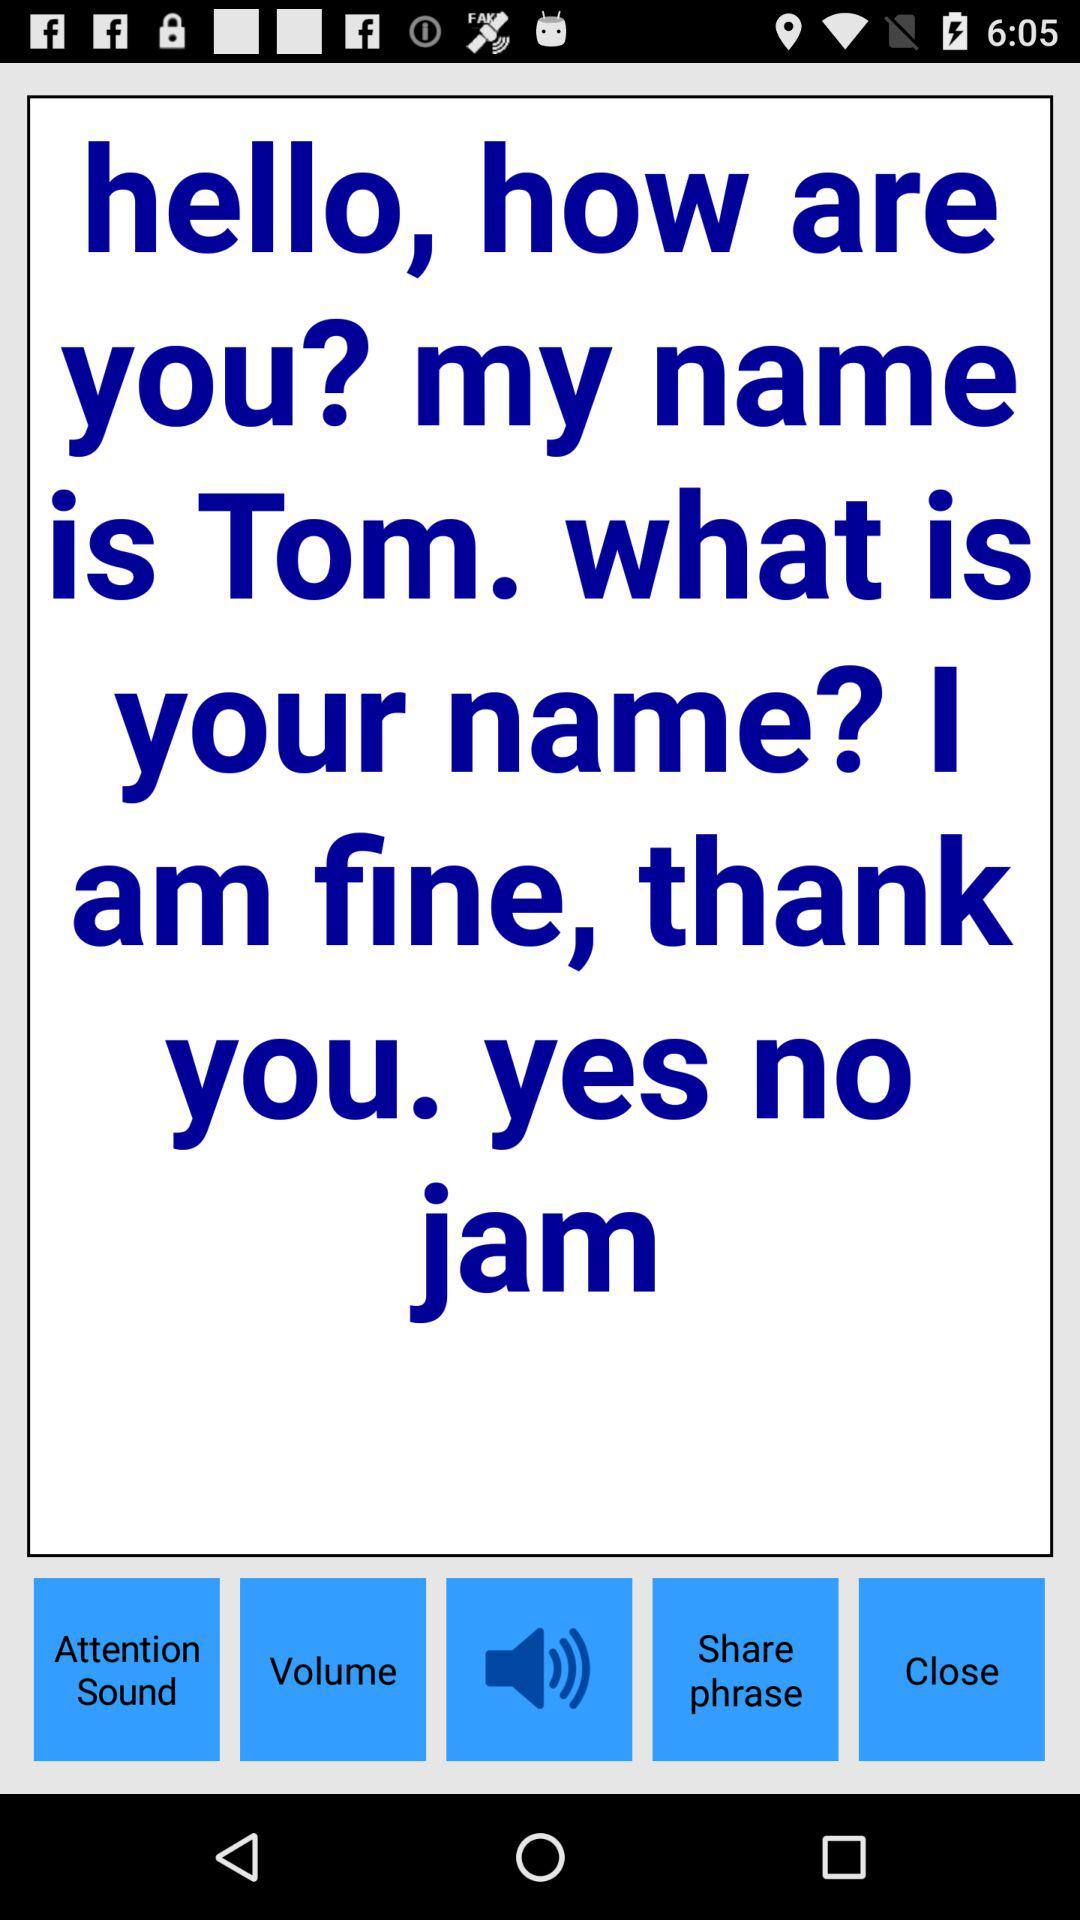 FAKE
6:05
hello, how are
you? my name
is Tom. what is
your name? I
am fine, thank
you. yes no
jam
Attention
Sound
Volume
Share
phrase
Close